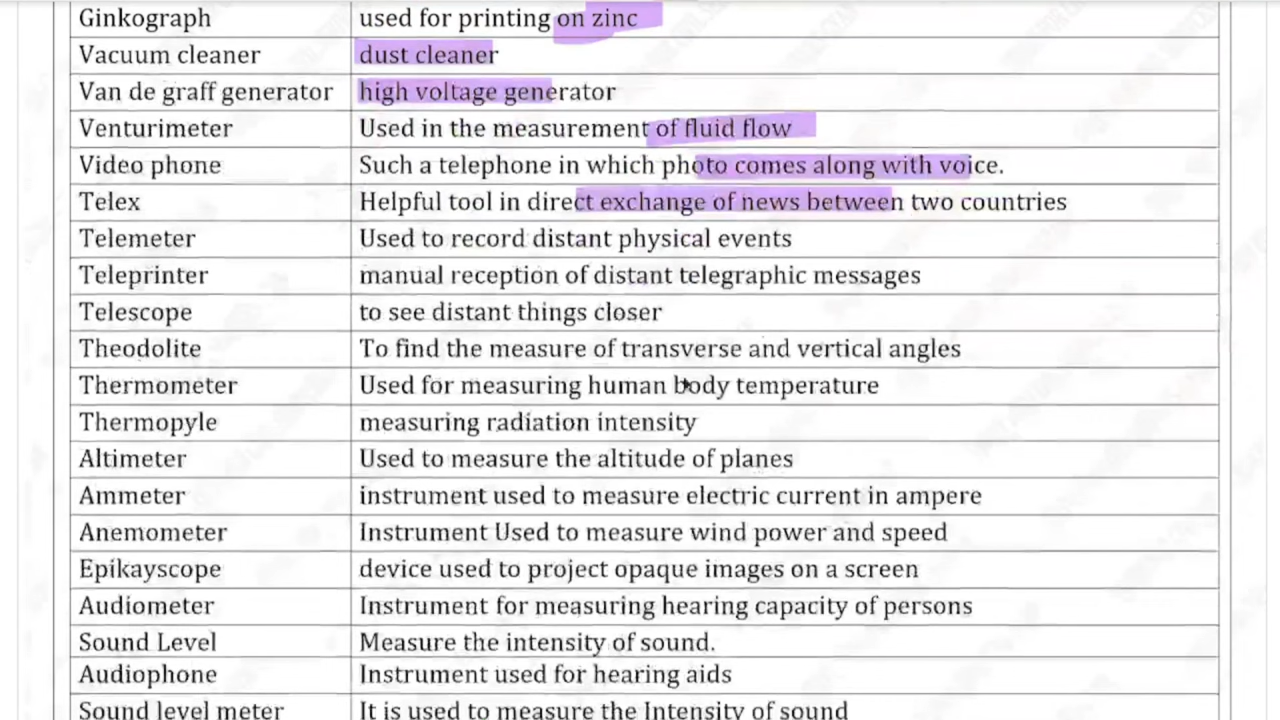 Ginkograph used for printing on zinc
Vacuum cleaner dust cleaner
Van de graff generator high voltage generator
Venturimeter Used in the measurement of fluid flow
Video phone Such a telephone in which photo comes along with voice.
Telex Helpful tool in direct exchange of news between two countries
Telemeter Used to record distant physical events
Teleprinter manual reception of distant telegraphic messages
Telescope to see distant things closer
Theodolite To find the measure of transverse and vertical angles
Thermometer Used for measuring human body temperature
Thermopyle measuring radiation intensity
Altimeter Used to measure the altitude of planes
Ammeter instrument used to measure electric current in ampere
Anemometer Instrument Used to measure wind power and speed
Epikayscope device used to project opaque images on a screen
Audiometer Instrument for measuring hearing capacity of persons
Sound Level Measure the intensity of sound.
Audiophone Instrument used for hearing aids
Sound level meter It is used to measure the Intensity of sound